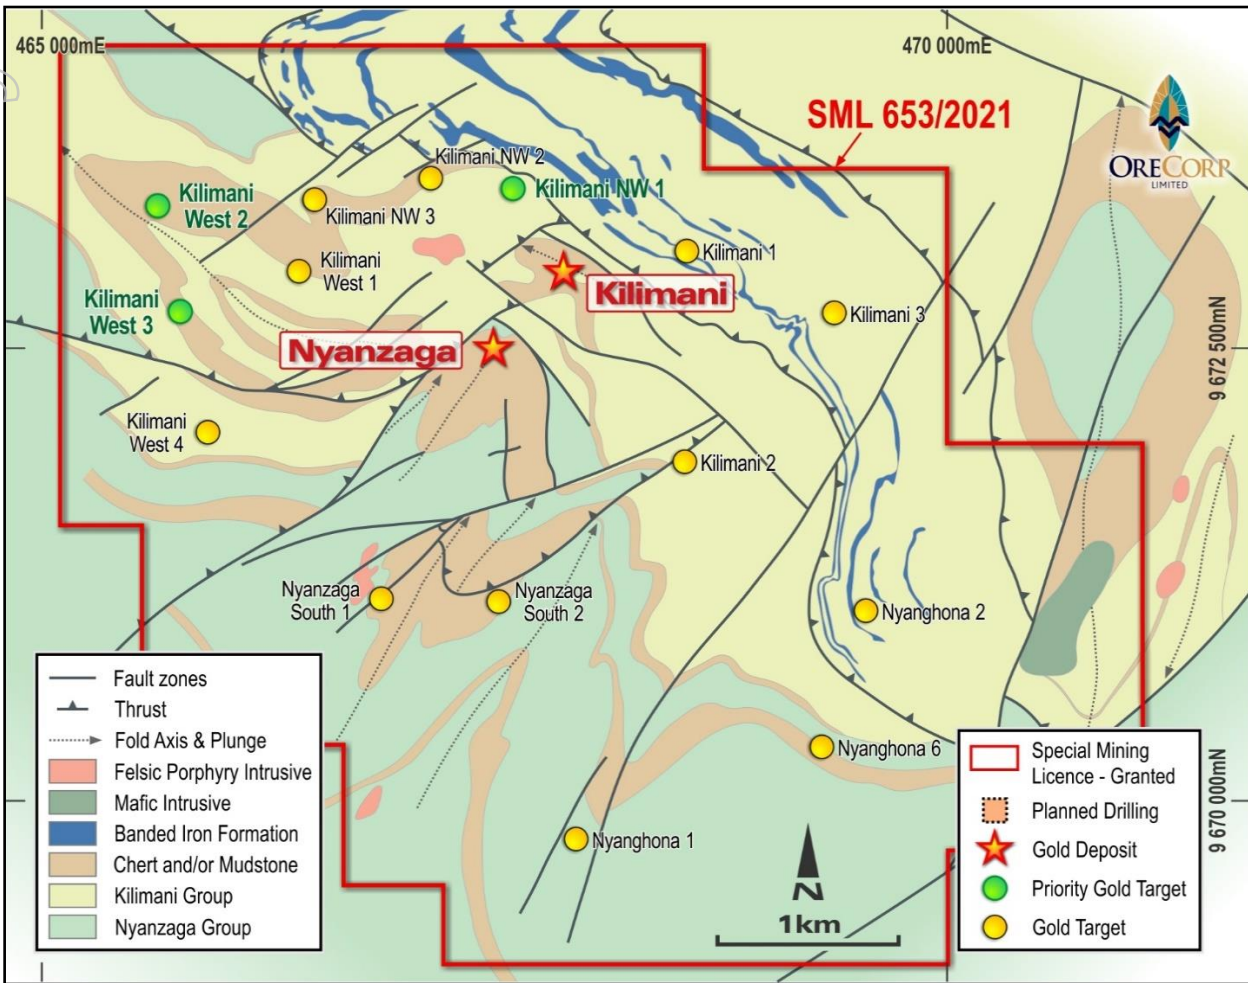 465 000mE
470 000mE
SML 653/2021
ORECORP
LIMITED
Kilimani NW 2
Kilimani NW 1
Kilimani
West 2
Kilimani NW 3
Kilimani 1
Kilimani
West 1
Kilimani
Kilimani
West 3
Kilimani 3
Nyanzaga
9 672 500mN
Kilimani
West 4
Kilimani 2
Nyanzaga
South 1
Nyanzaga
South 2
Nyanghona 2
Nyanghona 6
Nyanghona 1
9 670 000mN
N
1km
Fault zones
Thrust
Fold Axis & Plunge
Felsic Porphyry Intrusive
Mafic Intrusive
Banded Iron Formation
Chert and/or Mudstone
Kilimani Group
Nyanzaga Group
Special Mining
Licence - Granted
Planned Drilling
Gold Deposit
Priority Gold Target
Gold Target